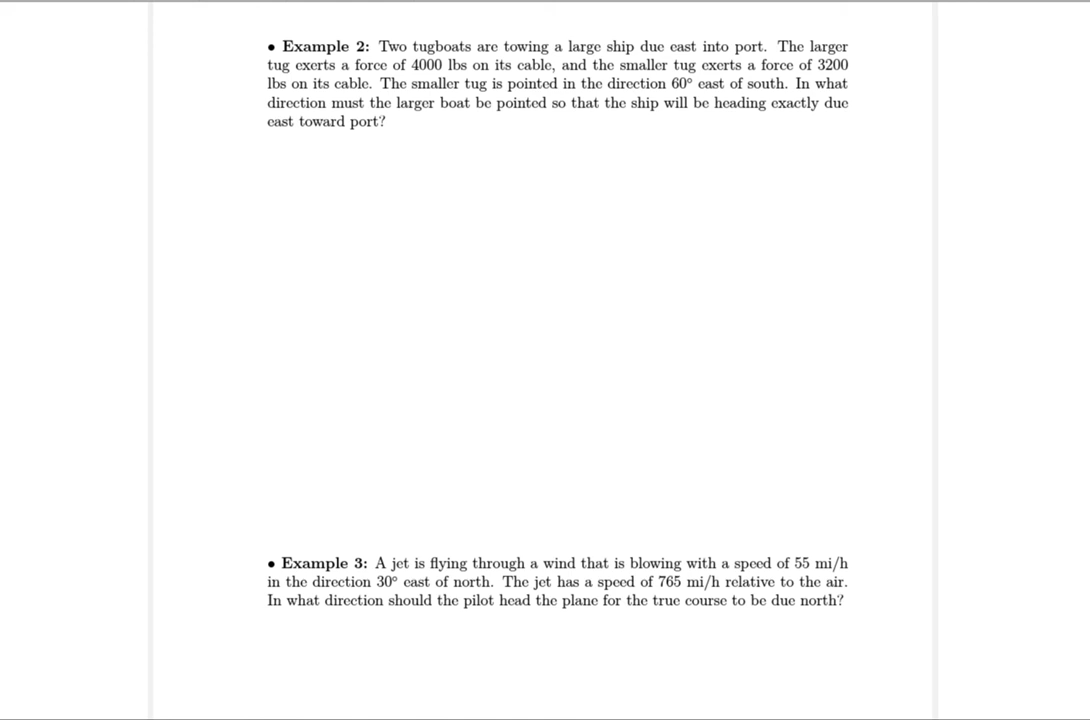 • Example 2: Two tugboats are towing a large ship due east into port. The larger
tug exerts a force of 4000 lbs on its cable, and the smaller tug exerts a force of 3200
lbs on its cable. The smaller tug is pointed in the direction 60° east of south. In what
direction must the larger boat be pointed so that the ship will be heading exactly due
east toward port?
• Example 3: A jet is flying through a wind that is blowing with a speed of 55 mi/h
in the direction 30° east of north. The jet has a speed of 765 mi/h relative to the air.
In what direction should the pilot head the plane for the true course to be due north?